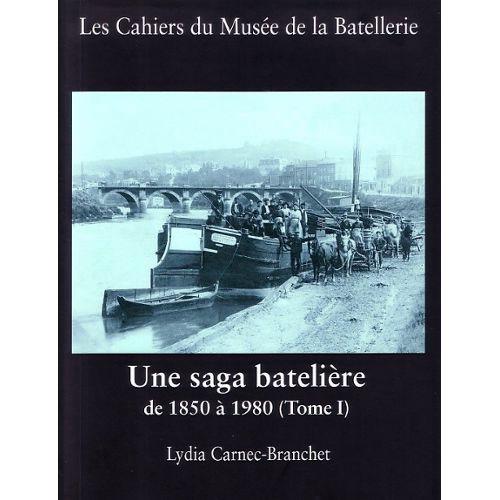 Les Cahiers du Musée de la Batellerie
Une saga batelière
de 1850 à 1980 (Tome I)
Lydia Carnec-Branchet